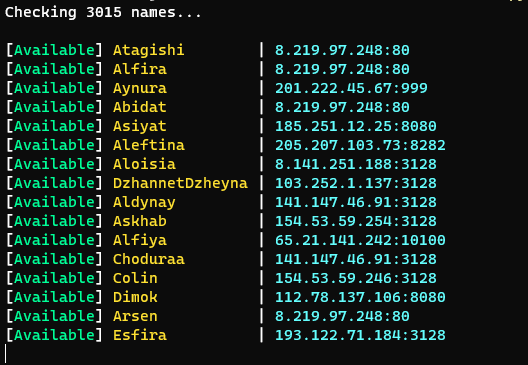 Checking 3015 names...
[Available] Atagishi | 8.219.97.248:80
[Available] Alfira | 8.219.97.248:80
[Available] Aynura | 201.222.45.67:999
[Available] Abidat | 8.219.97.248:80
[Available] Asiyat | 185.251.12.25:8080
[Available] Aleftina | 205.207.103.73:8282
[Available] Aloisia | 8.141.251.188:3128
[Available] DzhannetDzheyna | 103.252.1.137:3128
[Available] Aldynay | 141.147.46.91:3128
[Available] Askhab | 154.53.59.254:3128
[Available] Alfiya | 65.21.141.242:10100
[Available] Choduraa | 141.147.46.91:3128
[Available] Colin | 154.53.59.246:3128
[Available] Dimok | 112.78.137.106:8080
[Available] Arsen | 8.219.97.248:80
[Available] Esfira | 193.122.71.184:3128